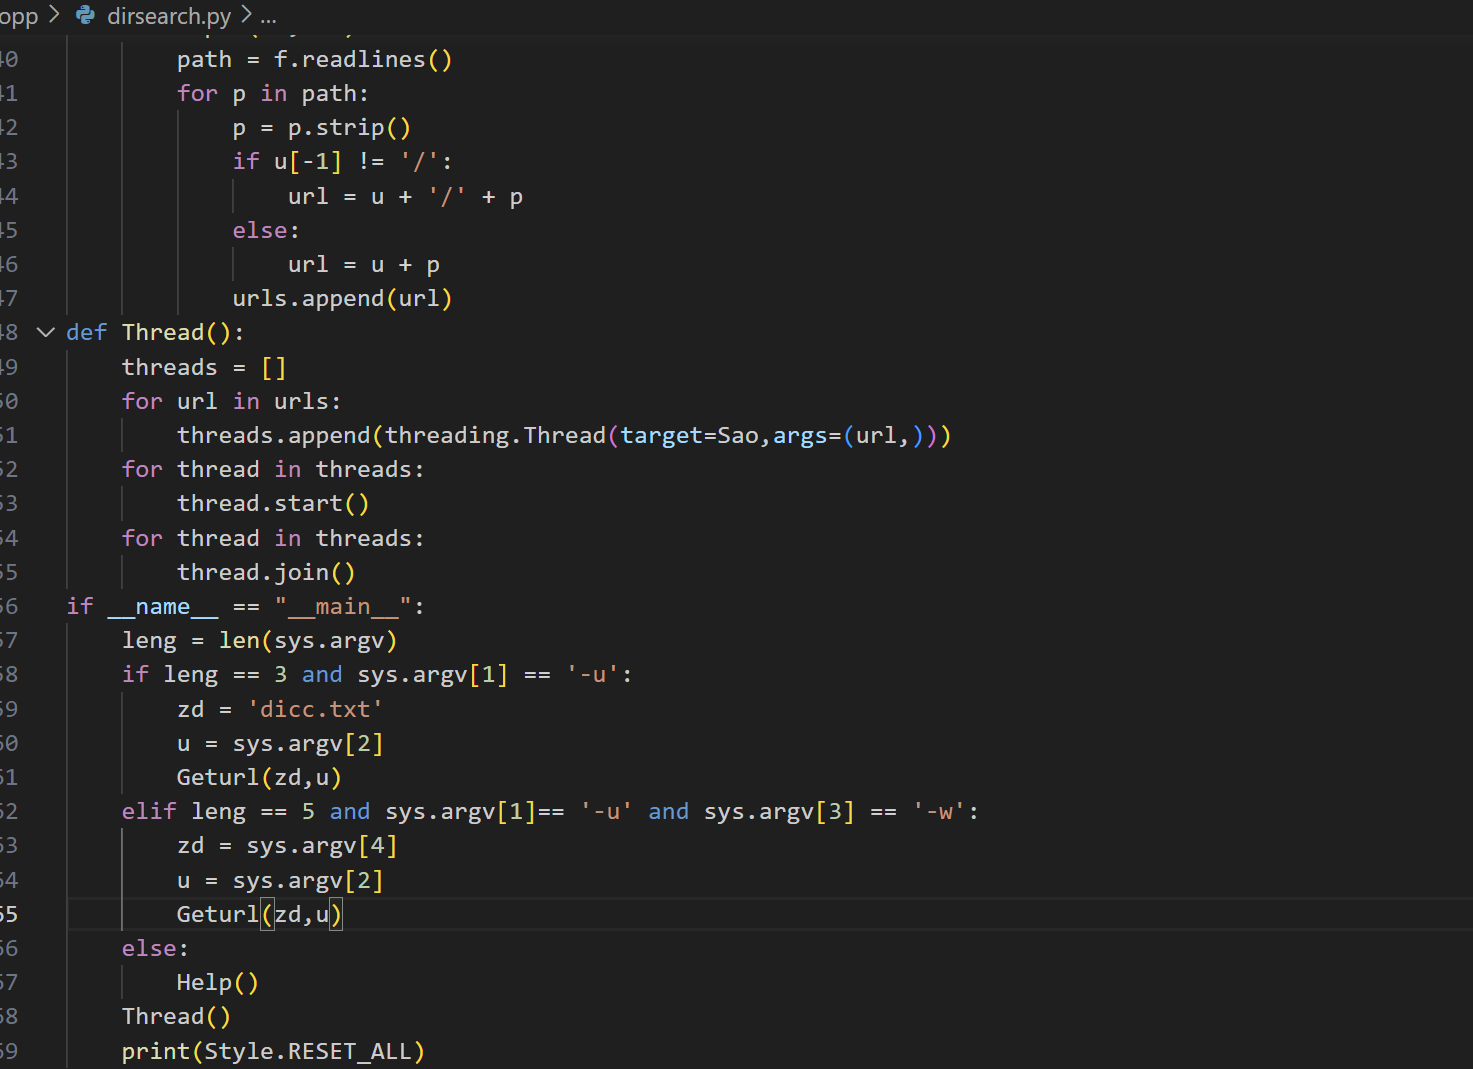 opp > dirsearch.py > ...
40 path = f.readlines()
41 for p in path:
42 p = p.strip()
43 if u[-1] != '/':
44 url = u + '/' + p
45 else:
46 url = u + p
47 urls.append(url)
48 def Thread():
49 threads = []
50 for url in urls:
51 threads.append(threading.Thread(target=Sao,args=(url,)))
52 for thread in threads:
53 thread.start()
54 for thread in threads:
55 thread.join()
56 if __name__ == "__main__":
57 leng = len(sys.argv)
58 if leng == 3 and sys.argv[1] == '-u':
59 zd = 'dicc.txt'
60 u = sys.argv[2]
61 Geturl(zd,u)
62 elif leng == 5 and sys.argv[1]== '-u' and sys.argv[3] == '-w':
63 zd = sys.argv[4]
64 u = sys.argv[2]
65 Geturl(zd,u)
66 else:
67 Help()
68 Thread()
69 print(Style.RESET_ALL)